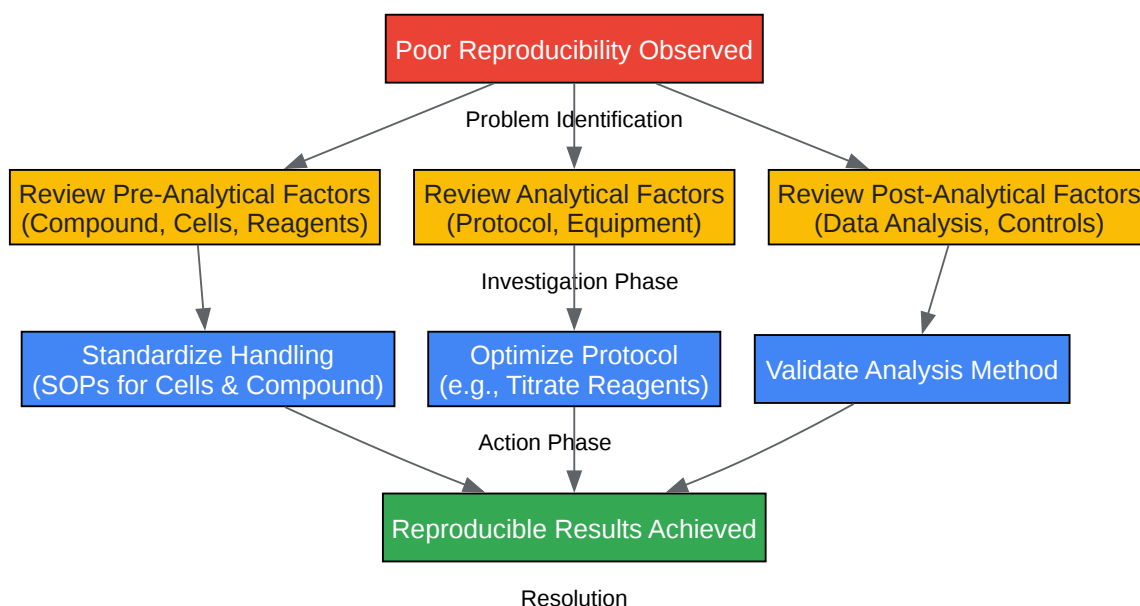 Poor Reproducibility Observed
Problem Identification
Review Pre-Analytical Factors
(Compound, Cells, Reagents)
Review Analytical Factors
(Protocol, Equipment)
Review Post-Analytical Factors
(Data Analysis, Controls)
Investigation Phase
Standardize Handling
(SOPs for Cells & Compound)
Optimize Protocol
(e.g., Titrate Reagents)
Validate Analysis Method
Action Phase
Reproducible Results Achieved
Resolution